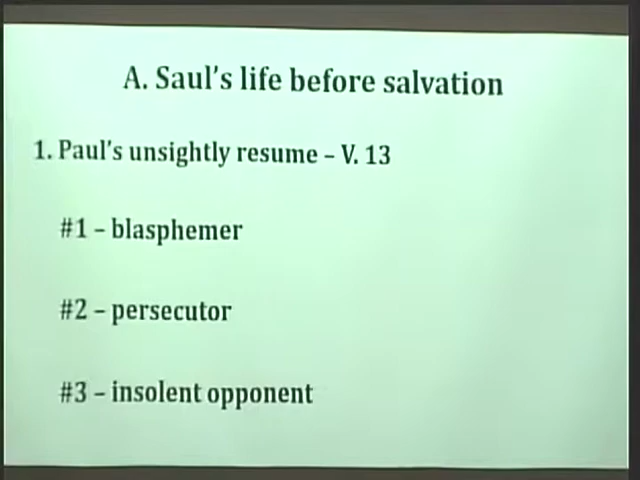 A. Saul's life before salvation
1. Paul's unsightly resume – V. 13
#1 – blasphemer
#2 – persecutor
#3 – insolent opponent